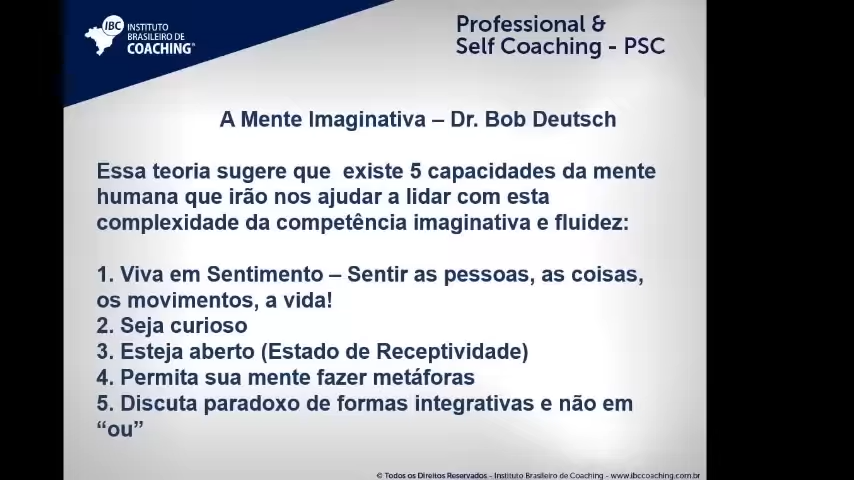 IBC
INSTITUTO
BRASILEIRO DE
COACHING
Professional &
Self Coaching - PSC
A Mente Imaginativa – Dr. Bob Deutsch
Essa teoria sugere que existe 5 capacidades da mente
humana que irão nos ajudar a lidar com esta
complexidade da competência imaginativa e fluidez:
1. Viva em Sentimento – Sentir as pessoas, as coisas,
os movimentos, a vida!
2. Seja curioso
3. Esteja aberto (Estado de Receptividade)
4. Permita sua mente fazer metáforas
5. Discuta paradoxo de formas integrativas e não em
“ou”
© Todos os Direitos Reservados - Instituto Brasileiro de Coaching - www.ibccoaching.com.br